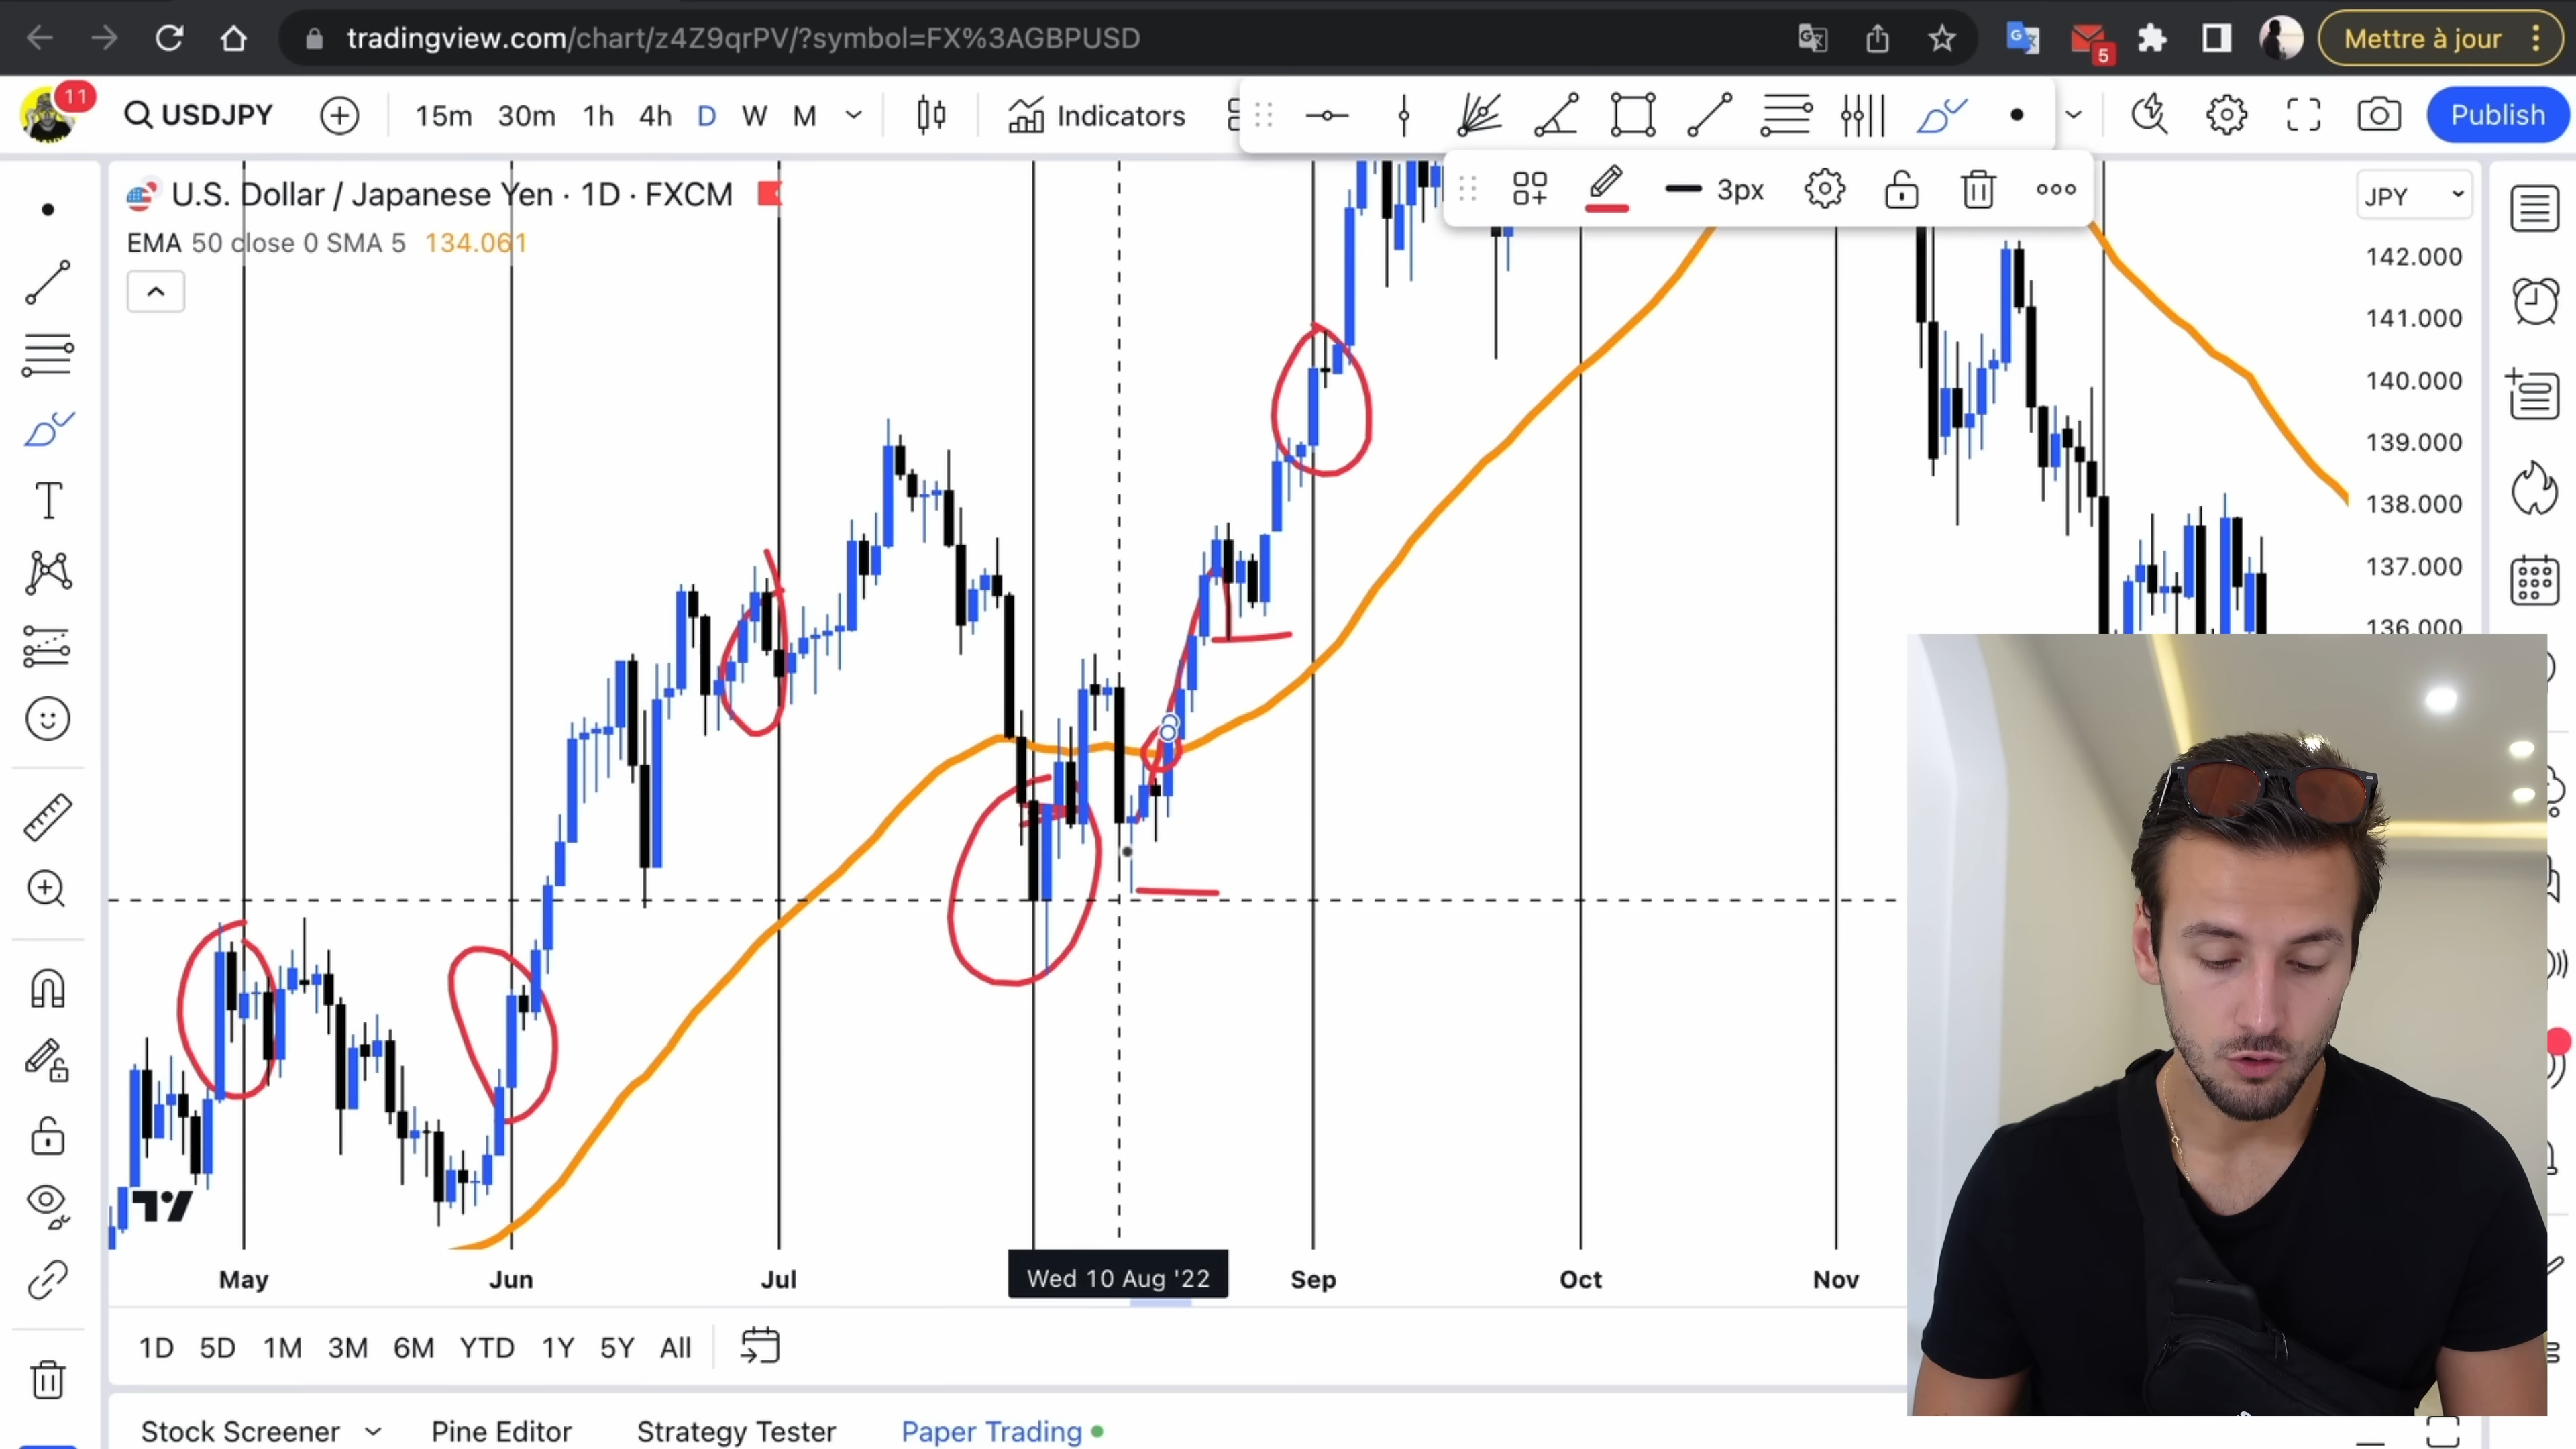 tradingview.com/chart/z4Z9qrPV/?symbol=FX%3AGBPUSD
5
Mettre à jour
11
USDJPY
15m 30m 1h 4h D W M
Indicators
Publish
U.S. Dollar / Japanese Yen · 1D · FXCM
3px
JPY
EMA 50 close 0 SMA 5 134.061
142.000
141.000
140.000
139.000
138.000
137.000
136.000
May Jun Jul Wed 10 Aug '22 Sep Oct Nov
1D 5D 1M 3M 6M YTD 1Y 5Y All
Stock Screener Pine Editor Strategy Tester Paper Trading